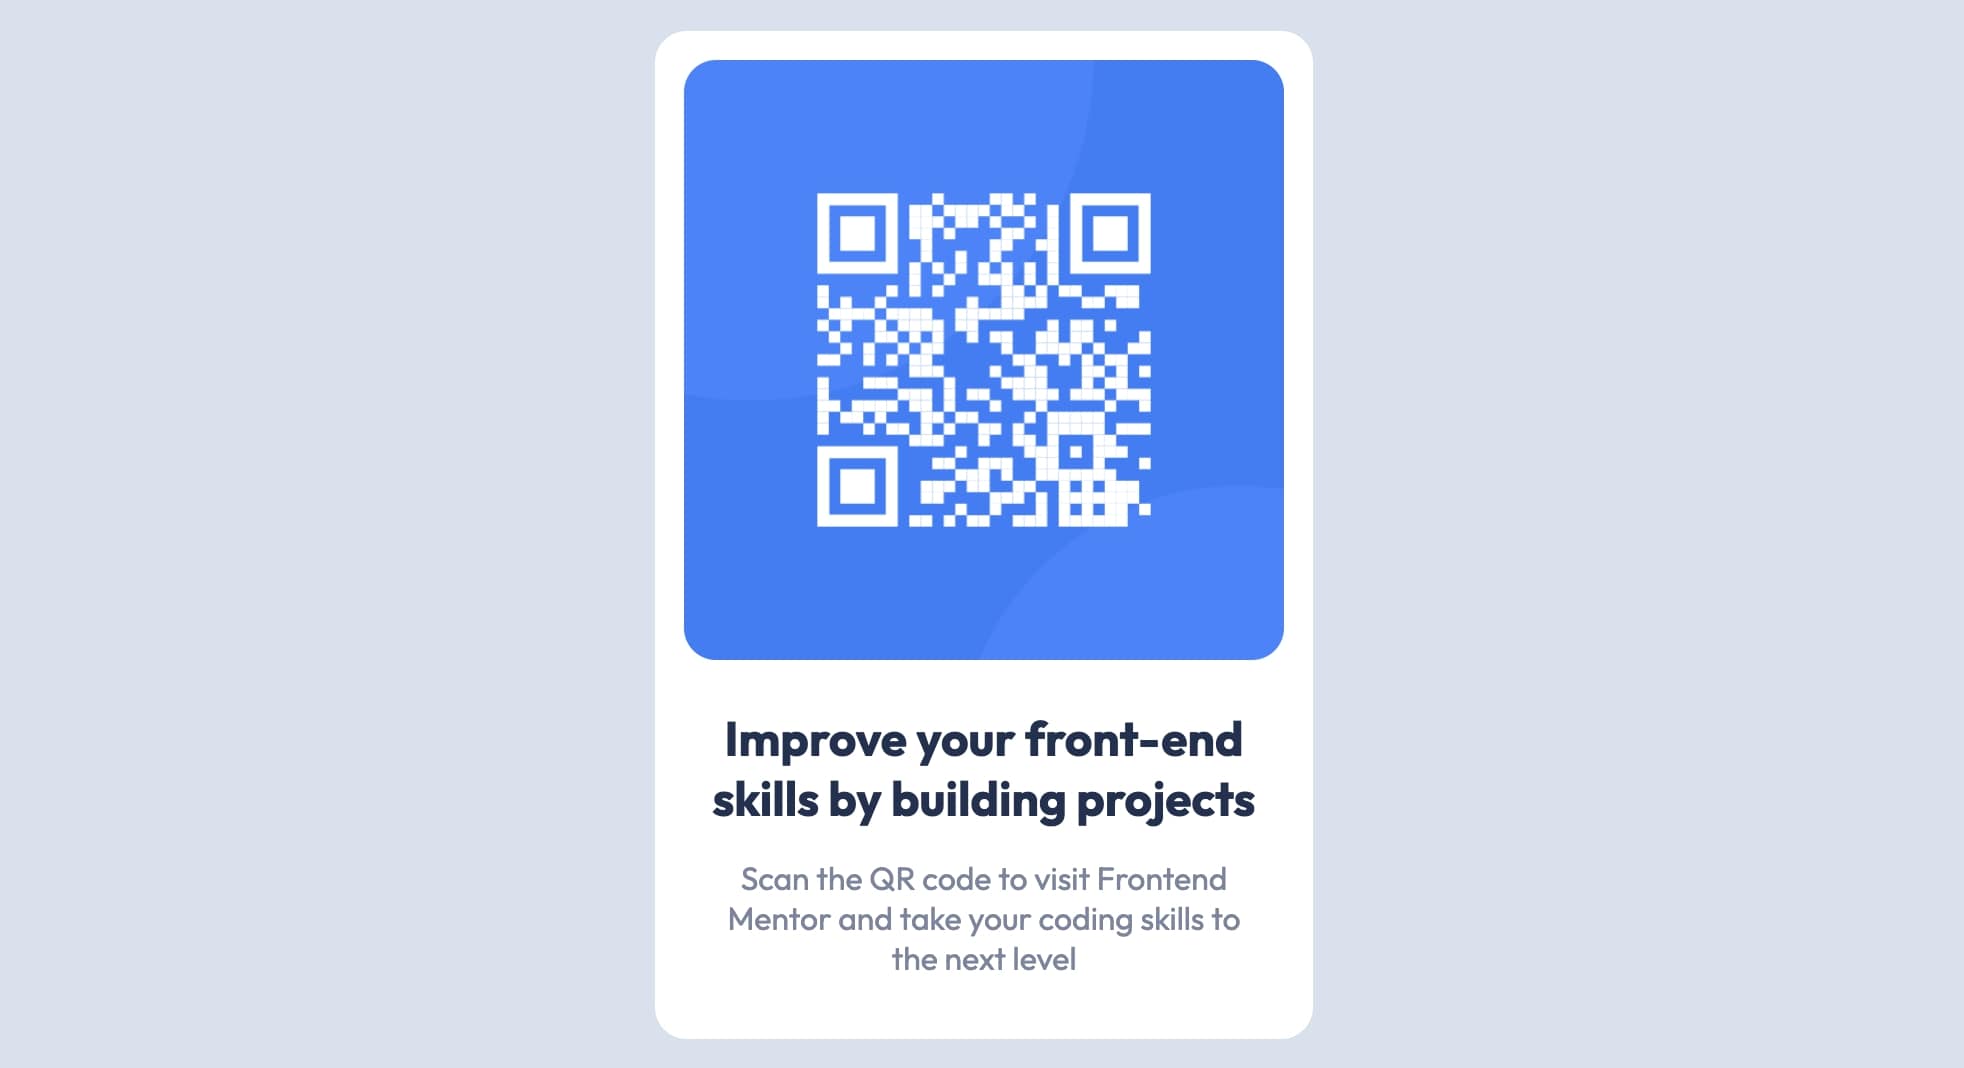 Improve your front-end
skills by building projects
Scan the QR code to visit Frontend
Mentor and take your coding skills to
the next level